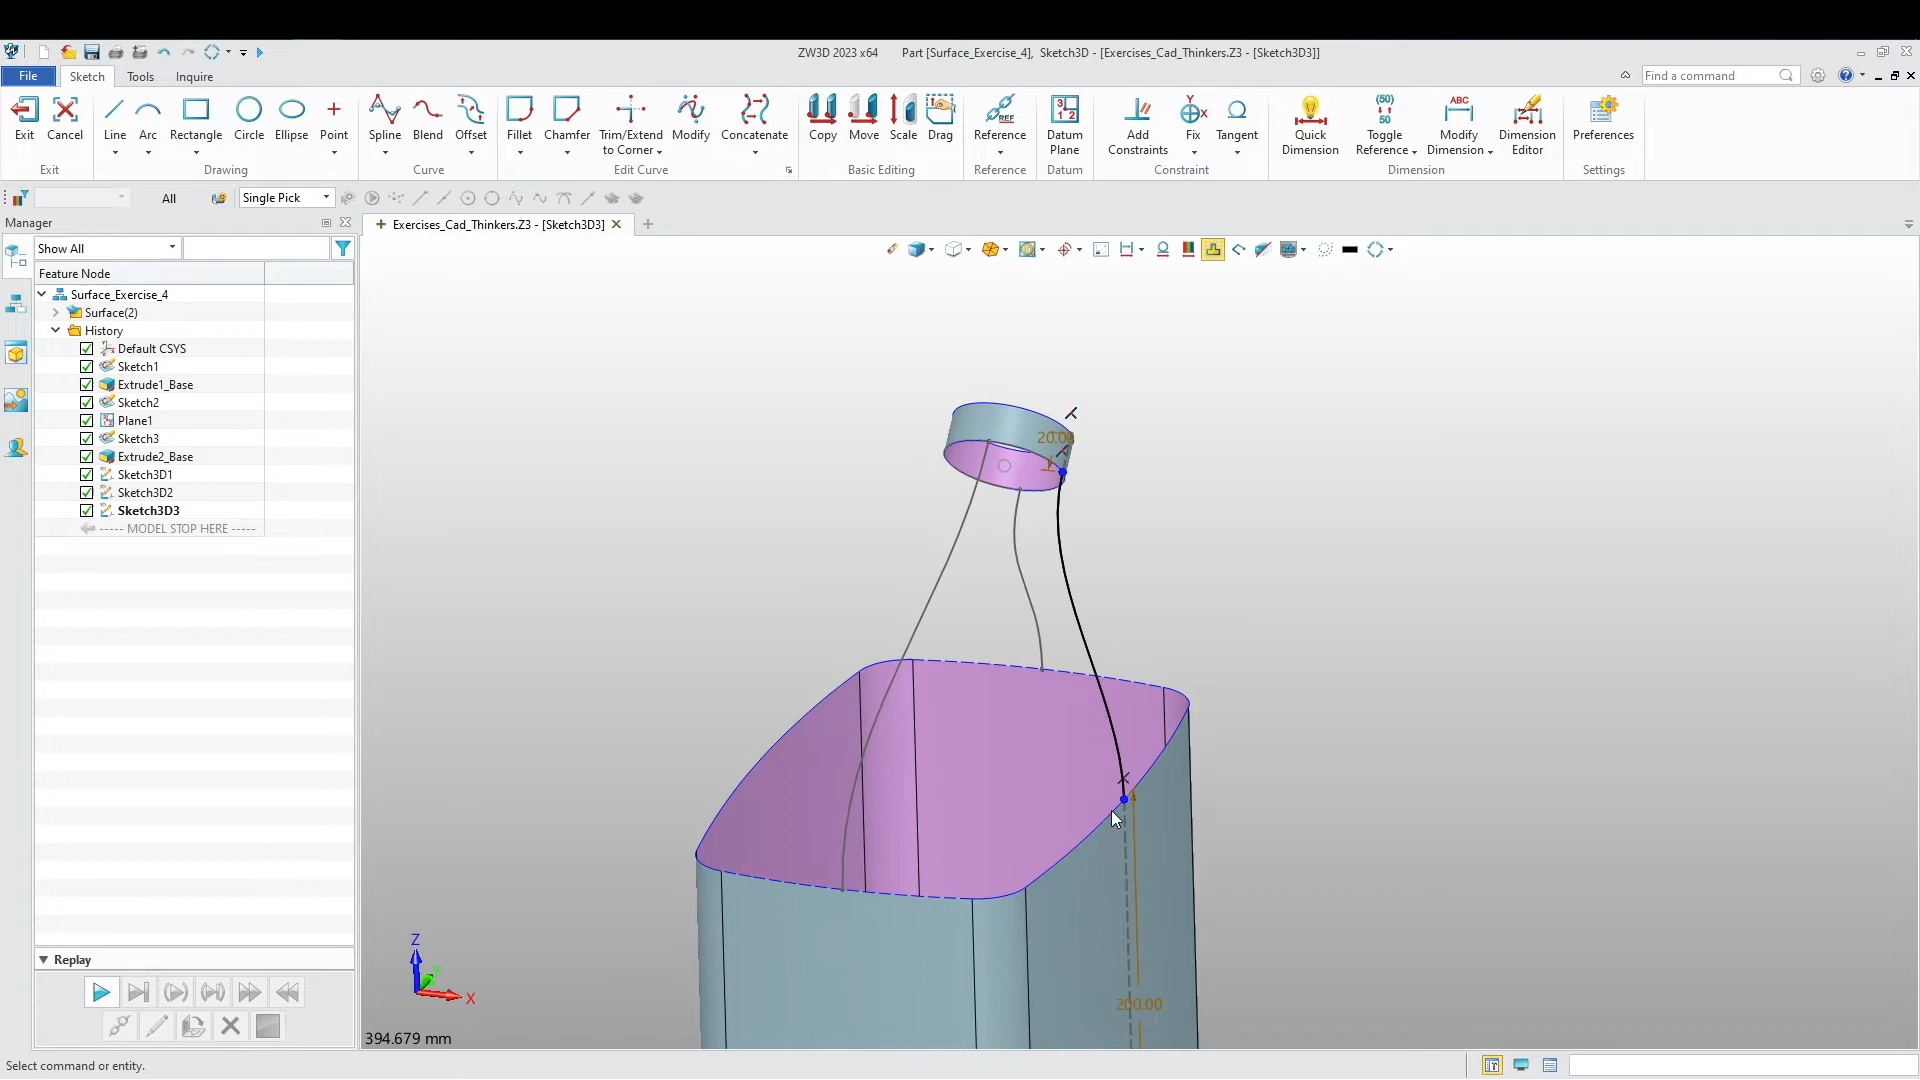 ZW3D 2023 x64 Part [Surface_Exercise_4], Sketch3D - [Exercises_Cad_Thinkers.Z3 - [Sketch3D3]]
File Sketch Tools Inquire Find a command
Exit Cancel Line Arc Rectangle Circle Ellipse Point Spline Blend Offset Fillet Chamfer Trim/Extend to Corner Modify Concatenate Copy Move Scale Drag Reference Datum Plane Add Constraints Fix Tangent Quick Dimension Toggle Reference Modify Dimension Dimension Editor Preferences
Exit Drawing Curve Edit Curve Basic Editing Reference Datum Constraint Dimension Settings
All Single Pick
Manager
Exercises_Cad_Thinkers.Z3 - [Sketch3D3]
Show All
Feature Node
Surface_Exercise_4
Surface(2)
History
Default CSYS
Sketch1
Extrude1_Base
Sketch2
Plane1
Sketch3
Extrude2_Base
Sketch3D1
Sketch3D2
Sketch3D3
----- MODEL STOP HERE -----
20.00
200.00
Z
X
Replay
394.679 mm
Select command or entity.